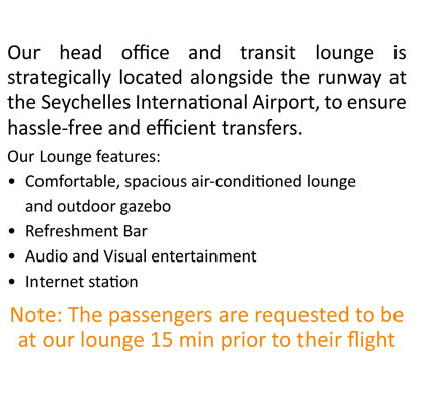 Our head office and transit lounge is
strategically located alongside the runway at
the Seychelles International Airport, to ensure
hassle-free and efficient transfers.
Our Lounge features:
• Comfortable, spacious air-conditioned lounge
and outdoor gazebo
• Refreshment Bar
• Audio and Visual entertainment
• Internet station
Note: The passengers are requested to be
at our lounge 15 min prior to their flight